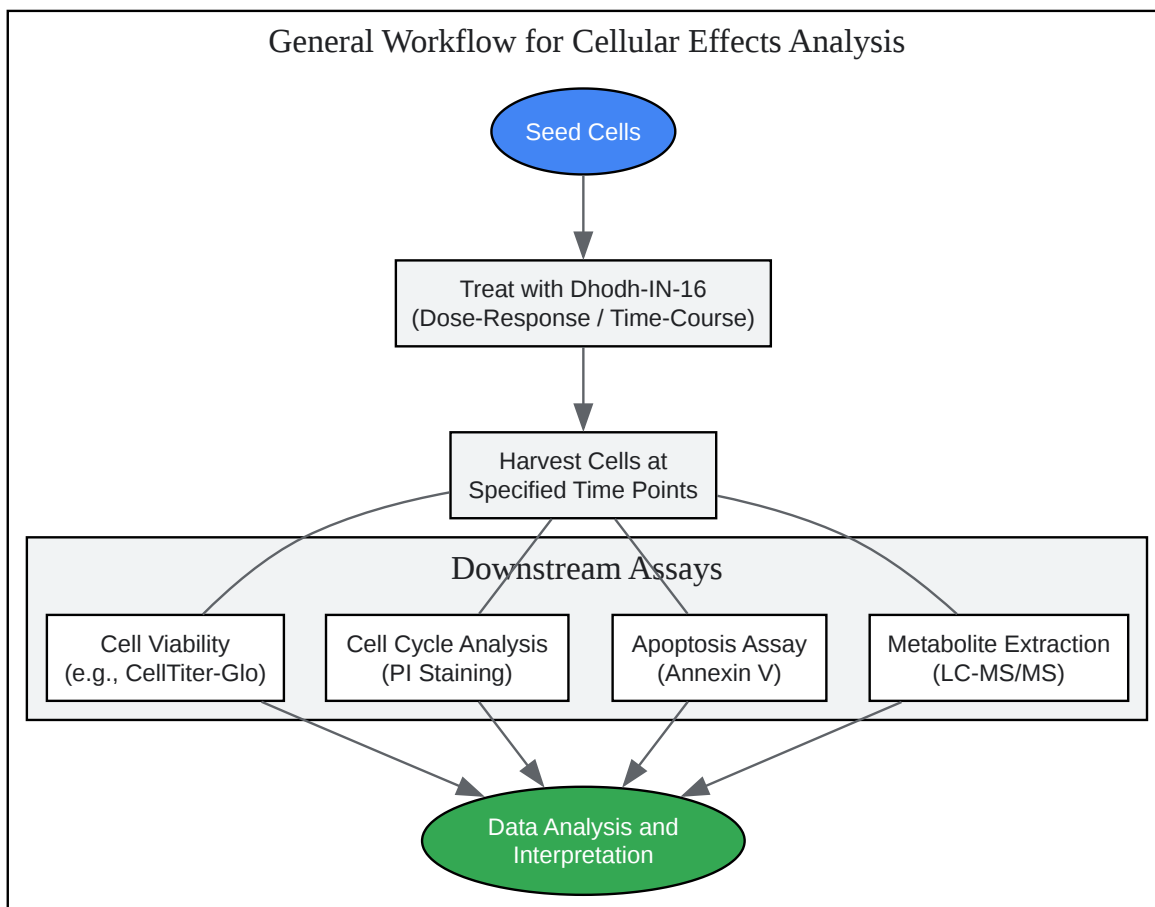 General Workflow for Cellular Effects Analysis
Seed Cells
Treat with Dhodh-IN-16
(Dose-Response / Time-Course)
Harvest Cells at
Specified Time Points
Downstream Assays
Cell Viability
(e.g., CellTiter-Glo)
Cell Cycle Analysis
(PI Staining)
Apoptosis Assay
(Annexin V)
Metabolite Extraction
(LC-MS/MS)
Data Analysis and
Interpretation